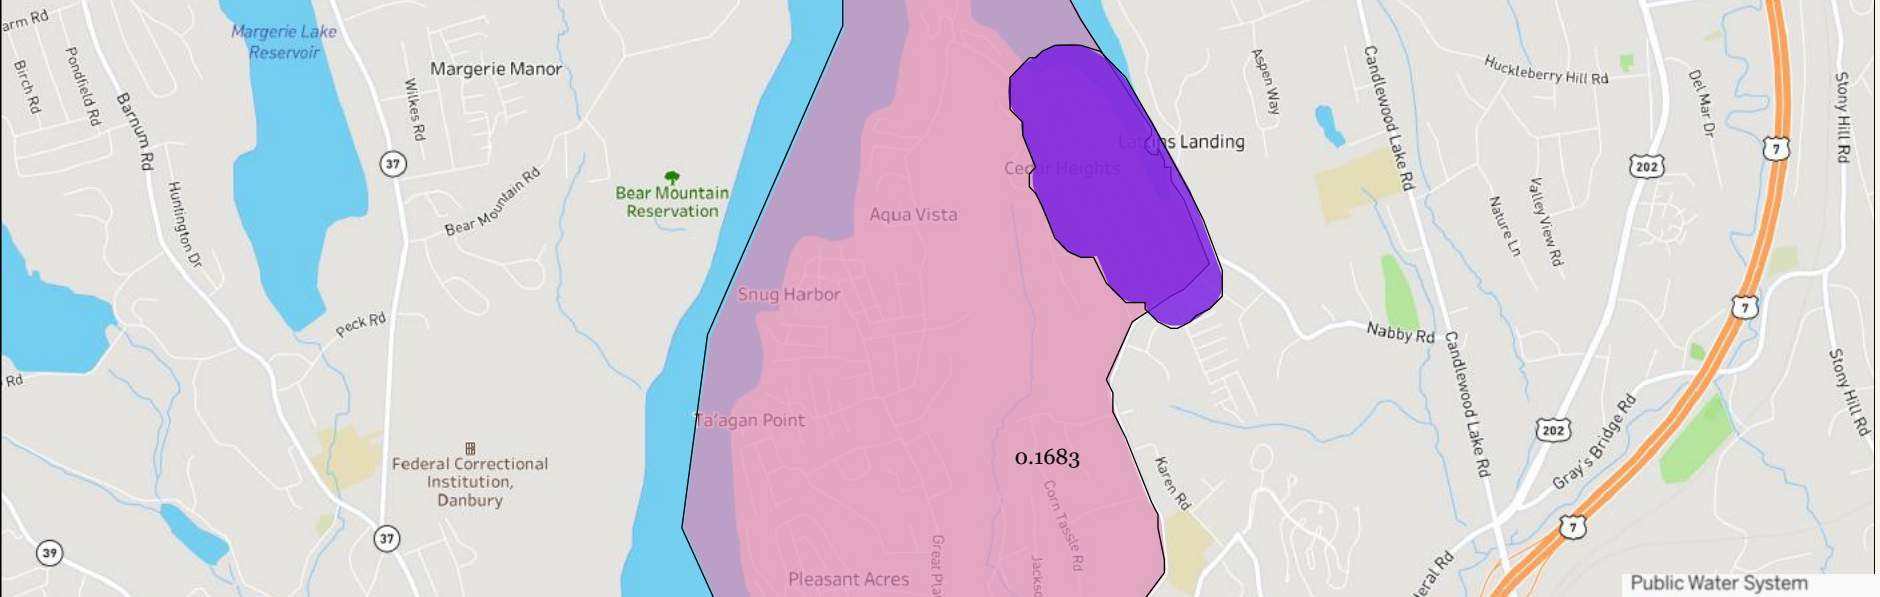 arm Rd
Margerie Lake
Reservoir
Birch Rd
Pondfield Rd
Barnum Rd
Margerie Manor
Wilkes Rd
37
Huntington Dr
Bear Mountain Rd
Bear Mountain
Reservation
Peck Rd
Rd
Federal Correctional
Institution,
Danbury
37
39
Aqua Vista
Cedar Heights
Snug Harbor
Ta'agan Point
0.1683
Pleasant Acres
Corn Tassle Rd
Landing
Aspen Way
Candlewood Lake Rd
Huckleberry Hill Rd
Del Mar Dr
Stony Hill Rd
7
202
Valley View Rd
Nature Ln
7
Nabby Rd
Candlewood Lake Rd
Stony Hill Rd
202
Gray's Bridge Rd
Karen Rd
7
eral Rd
Public Water System